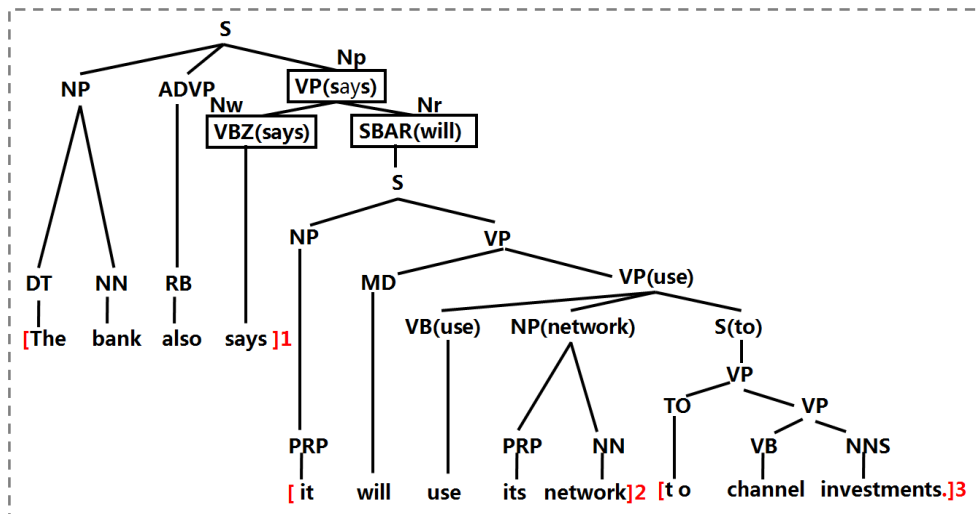 S
Np
NP ADVP VP(says)
Nw Nr
VBZ(says) SBAR(will)
S
NP VP
DT NN RB MD VP(use)
VB(use) NP(network) S(to)
[The bank also says ]1
VP
TO VP
PRP PRP NN VB NNS
[ it will use its network]2 [t o channel investments.]3